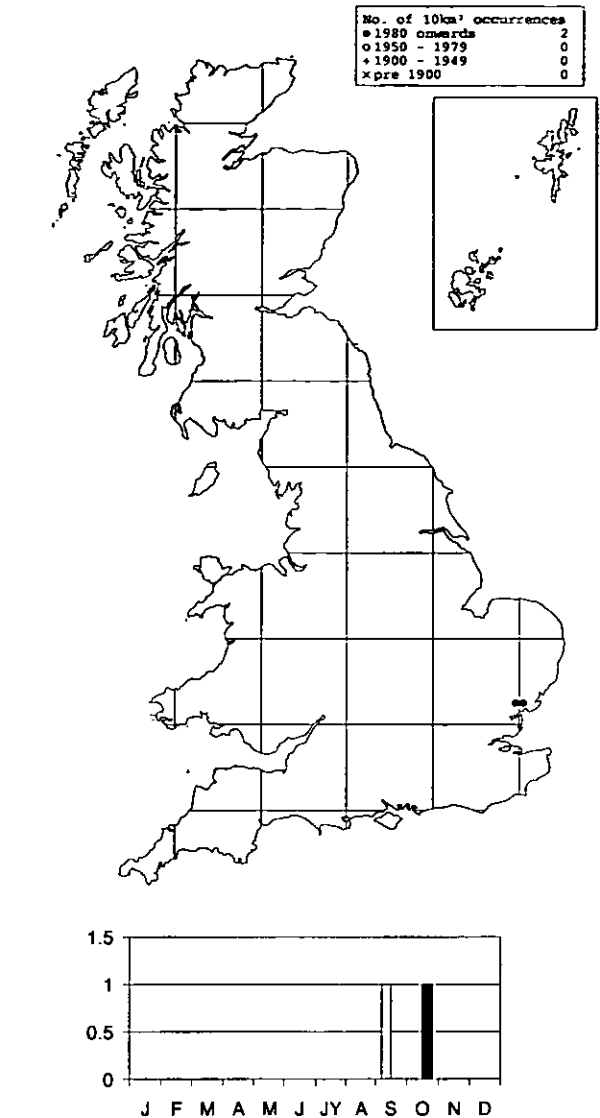 No. of 10km² occurrences
●1980 onwards 2
○1950 - 1979 0
+1900 - 1949 0
×pre 1900 0
1.5
1
0.5
0
J F M A M J JY A S O N D